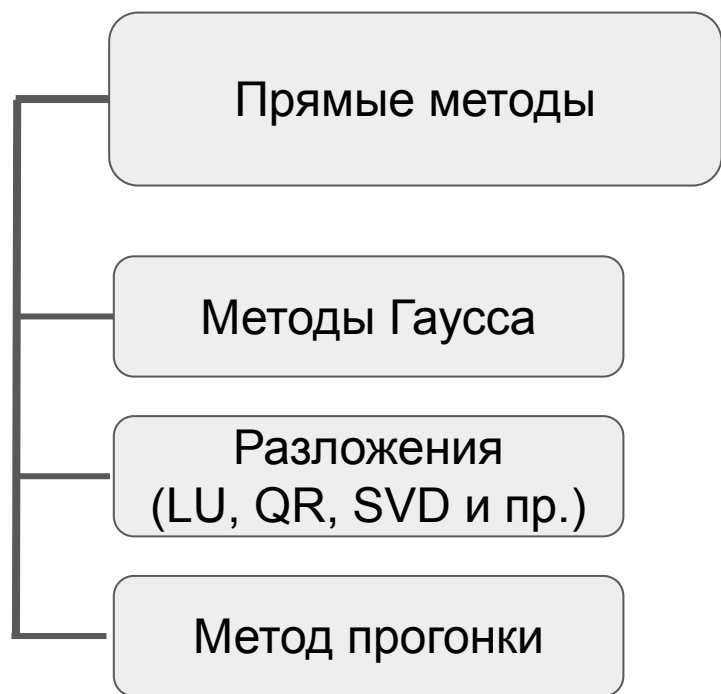 Прямые методы
Методы Гаусса
Разложения
(LU, QR, SVD и пр.)
Метод прогонки